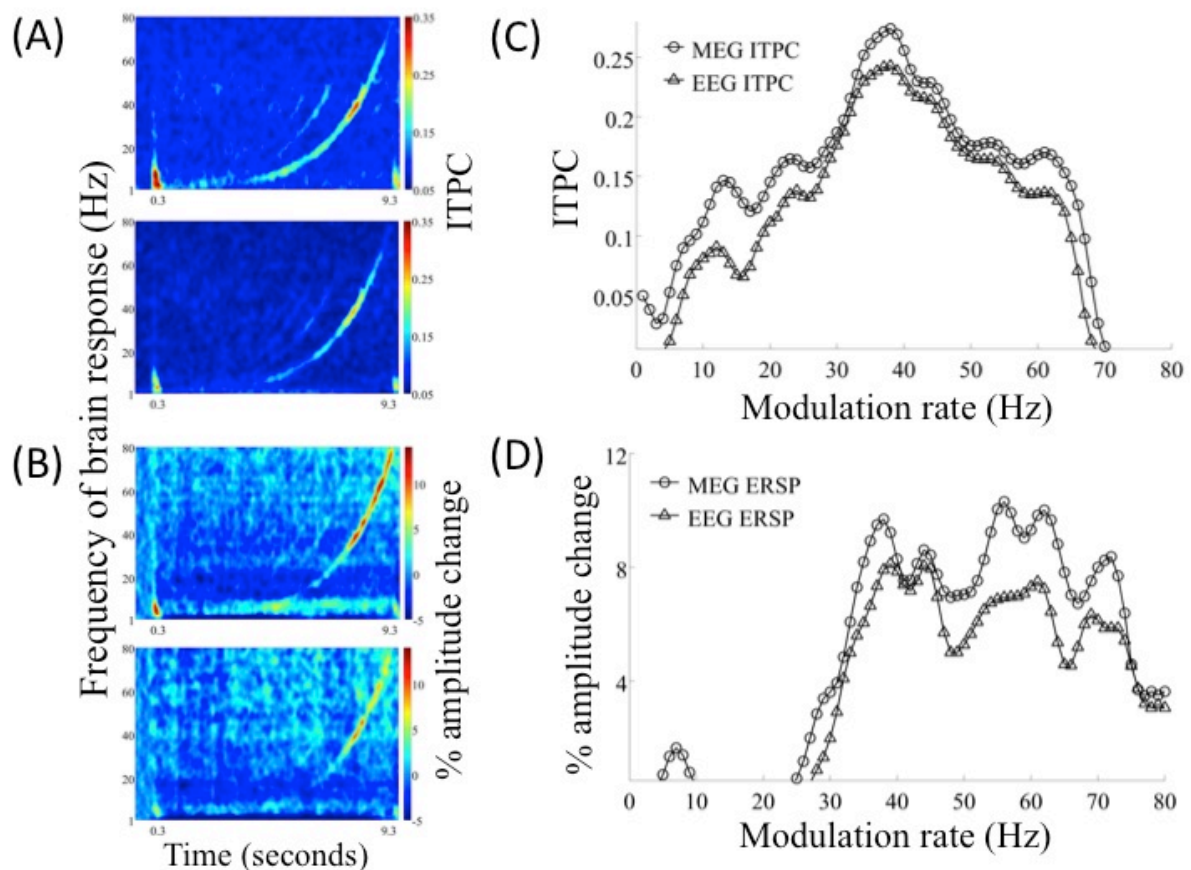 (A)
80
60
40
20
1
0.3
9.3
0.35
0.25
0.15
0.05
80
60
40
20
1
0.3
9.3
0.35
0.25
0.15
0.05
ITPC
Frequency of brain response (Hz)
(B)
80
60
40
20
1
0.3
9.3
10
5
0
-5
80
60
40
20
1
0.3
9.3
10
5
0
-5
% amplitude change
Time (seconds)
(C)
MEG ITPC
EEG ITPC
0.25
0.2
0.15
0.1
0.05
ITPC
0 10 20 30 40 50 60 70 80
Modulation rate (Hz)
(D)
MEG ERSP
EEG ERSP
12
8
4
% amplitude change
0 10 20 30 40 50 60 70 80
Modulation rate (Hz)